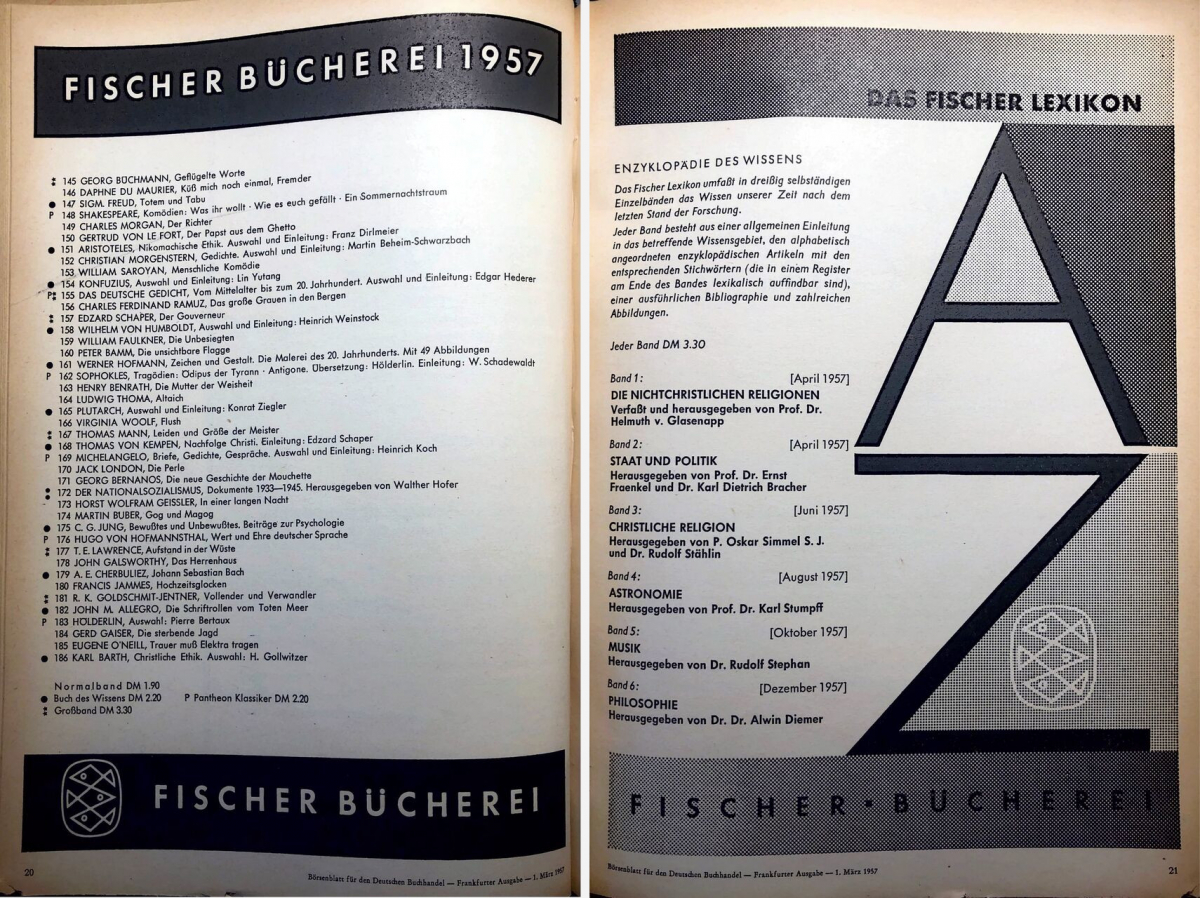 FISCHER BÜCHEREI 1957
: 145 GEORG BÜCHMANN, Geflügelte Worte
146 DAPHNE DU MAURIER, Küß mich noch einmal, Fremder
● 147 SIGM. FREUD, Totem und Tabu
P 148 SHAKESPEARE, Komödien: Was ihr wollt · Wie es euch gefällt · Ein Sommernachtstraum
149 CHARLES MORGAN, Der Richter
150 GERTRUD VON LE FORT, Der Papst aus dem Ghetto
● 151 ARISTOTELES, Nikomachische Ethik. Auswahl und Einleitung: Franz Dirlmeier
152 CHRISTIAN MORGENSTERN, Gedichte. Auswahl und Einleitung: Martin Beheim-Schwarzbach
153 WILLIAM SAROYAN, Menschliche Komödie
● 154 KONFUZIUS, Auswahl und Einleitung: Lin Yutang
P: 155 DAS DEUTSCHE GEDICHT, Vom Mittelalter bis zum 20. Jahrhundert. Auswahl und Einleitung: Edgar Hederer
156 CHARLES FERDINAND RAMUZ, Das große Grauen in den Bergen
: 157 EDZARD SCHAPER, Der Gouverneur
● 158 WILHELM VON HUMBOLDT, Auswahl und Einleitung: Heinrich Weinstock
159 WILLIAM FAULKNER, Die Unbesiegten
160 PETER BAMM, Die unsichtbare Flagge
● 161 WERNER HOFMANN, Zeichen und Gestalt. Die Malerei des 20. Jahrhunderts. Mit 49 Abbildungen
P 162 SOPHOKLES, Tragödien: Ödipus der Tyrann · Antigone. Übersetzung: Hölderlin. Einleitung: W. Schadewaldt
163 HENRY BENRATH, Die Mutter der Weisheit
164 LUDWIG THOMA, Altaich
● 165 PLUTARCH, Auswahl und Einleitung: Konrat Ziegler
166 VIRGINIA WOOLF, Flush
: 167 THOMAS MANN, Leiden und Größe der Meister
● 168 THOMAS VON KEMPEN, Nachfolge Christi. Einleitung: Edzard Schaper
P 169 MICHELANGELO, Briefe, Gedichte, Gespräche. Auswahl und Einleitung: Heinrich Koch
170 JACK LONDON, Die Perle
171 GEORG BERNANOS, Die neue Geschichte der Mouchette
: 172 DER NATIONALSOZIALISMUS, Dokumente 1933—1945. Herausgegeben von Walther Hofer
173 HORST WOLFRAM GEISSLER, In einer langen Nacht
174 MARTIN BUBER, Gog und Magog
● 175 C. G. JUNG, Bewußtes und Unbewußtes. Beiträge zur Psychologie
P 176 HUGO VON HOFMANNSTHAL, Wert und Ehre deutscher Sprache
: 177 T. E. LAWRENCE, Aufstand in der Wüste
178 JOHN GALSWORTHY, Das Herrenhaus
● 179 A. E. CHERBULIEZ, Johann Sebastian Bach
180 FRANCIS JAMMES, Hochzeitsglocken
: 181 R. K. GOLDSCHMIT-JENTNER, Vollender und Verwandler
● 182 JOHN M. ALLEGRO, Die Schriftrollen vom Toten Meer
P 183 HÖLDERLIN, Auswahl: Pierre Bertaux
184 GERD GAISER, Die sterbende Jagd
185 EUGENE O'NEILL, Trauer muß Elektra tragen
● 186 KARL BARTH, Christliche Ethik. Auswahl: H. Gollwitzer
Normalband DM 1.90
● Buch des Wissens DM 2.20 P Pantheon Klassiker DM 2.20
: Großband DM 3.30
FISCHER BÜCHEREI
20
Börsenblatt für den Deutschen Buchhandel — Frankfurter Ausgabe — 1. März 1957
DAS FISCHER LEXIKON
ENZYKLOPÄDIE DES WISSENS
Das Fischer Lexikon umfaßt in dreißig selbständigen
Einzelbänden das Wissen unserer Zeit nach dem
letzten Stand der Forschung.
Jeder Band besteht aus einer allgemeinen Einleitung
in das betreffende Wissensgebiet, den alphabetisch
angeordneten enzyklopädischen Artikeln mit den
entsprechenden Stichwörtern (die in einem Register
am Ende des Bandes lexikalisch auffindbar sind),
einer ausführlichen Bibliographie und zahlreichen
Abbildungen.
Jeder Band DM 3.30
Band 1: [April 1957]
DIE NICHTCHRISTLICHEN RELIGIONEN
Verfaßt und herausgegeben von Prof. Dr.
Helmuth v. Glasenapp
Band 2: [April 1957]
STAAT UND POLITIK
Herausgegeben von Prof. Dr. Ernst
Fraenkel und Dr. Karl Dietrich Bracher
Band 3: [Juni 1957]
CHRISTLICHE RELIGION
Herausgegeben von P. Oskar Simmel S. J.
und Dr. Rudolf Stählin
Band 4: [August 1957]
ASTRONOMIE
Herausgegeben von Prof. Dr. Karl Stumpff
Band 5: [Oktober 1957]
MUSIK
Herausgegeben von Dr. Rudolf Stephan
Band 6: [Dezember 1957]
PHILOSOPHIE
Herausgegeben von Dr. Dr. Alwin Diemer
A
Z
FISCHER · BÜCHEREI
Börsenblatt für den Deutschen Buchhandel — Frankfurter Ausgabe — 1. März 1957
21